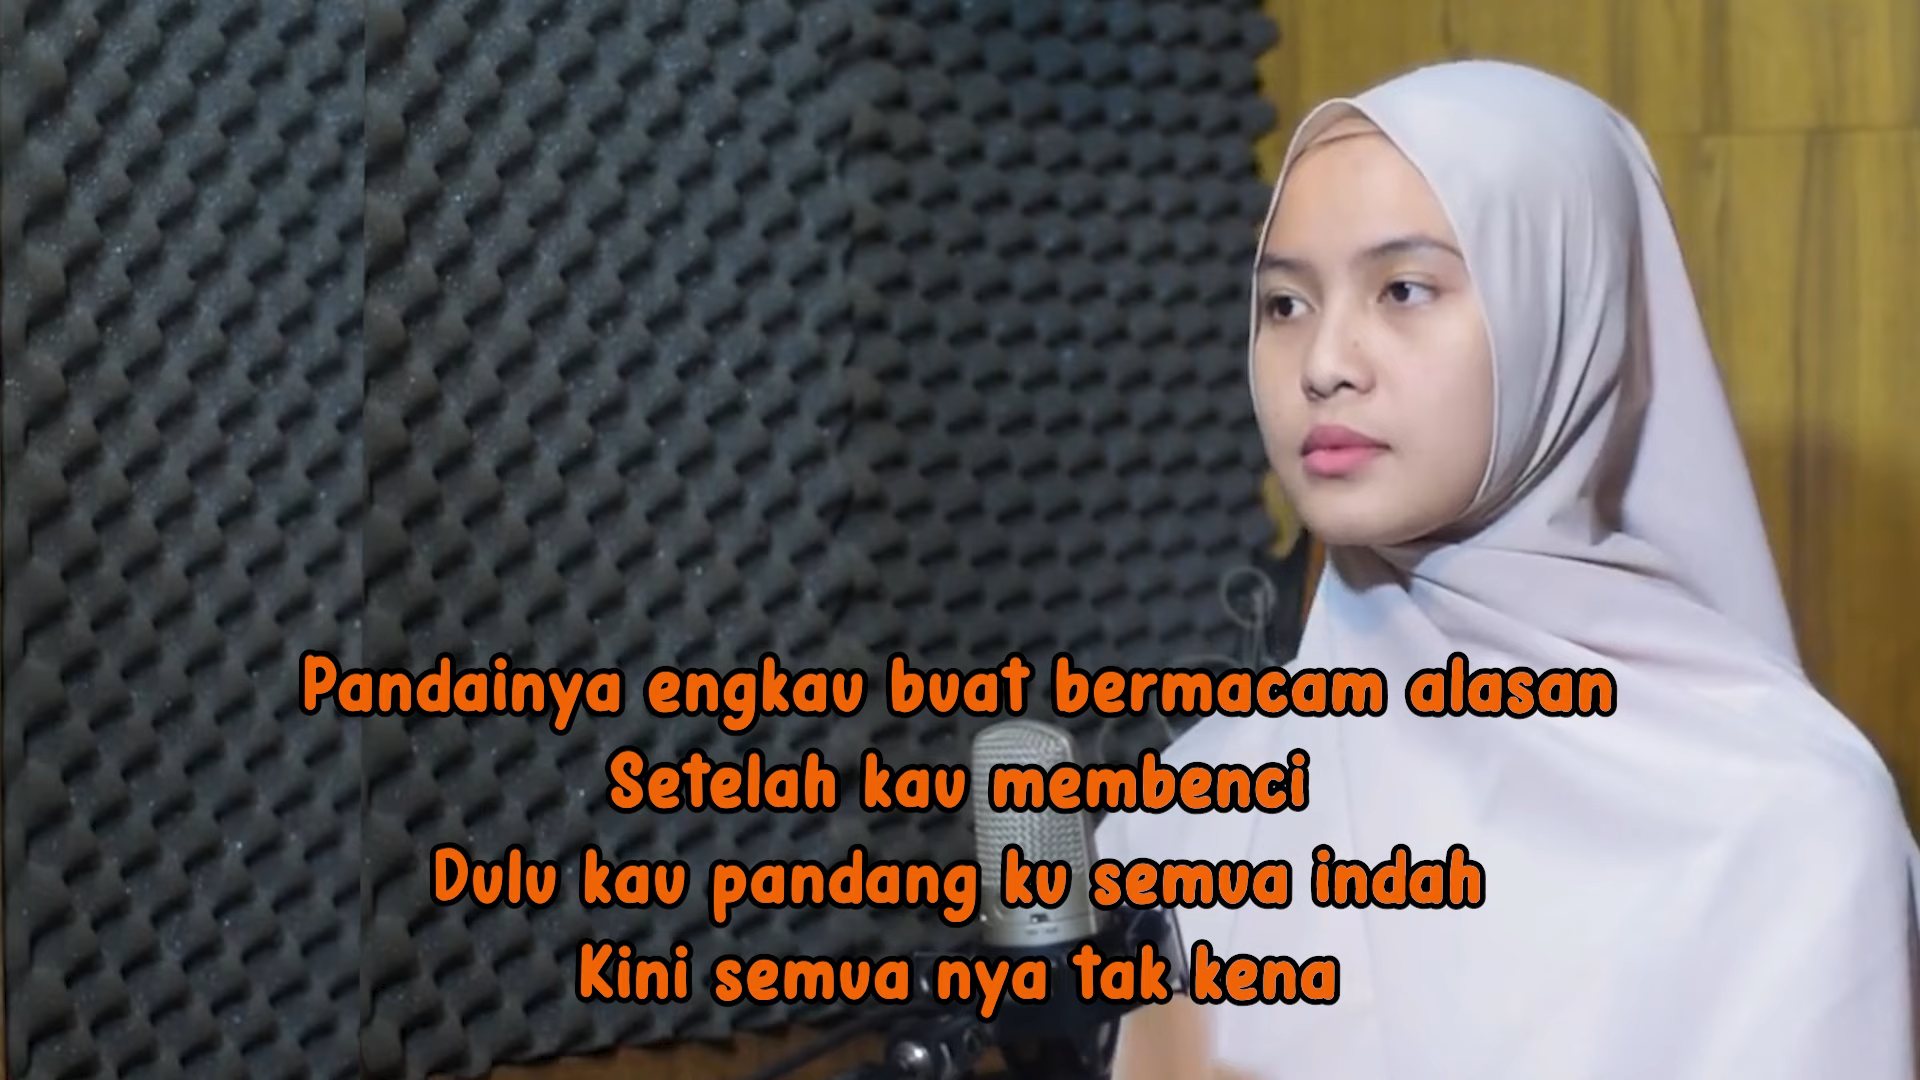 Pandainya engkau buat bermacam alasan
Setelah kau membenci
Dulu kau pandang ku semua indah
Kini semua nya tak kena